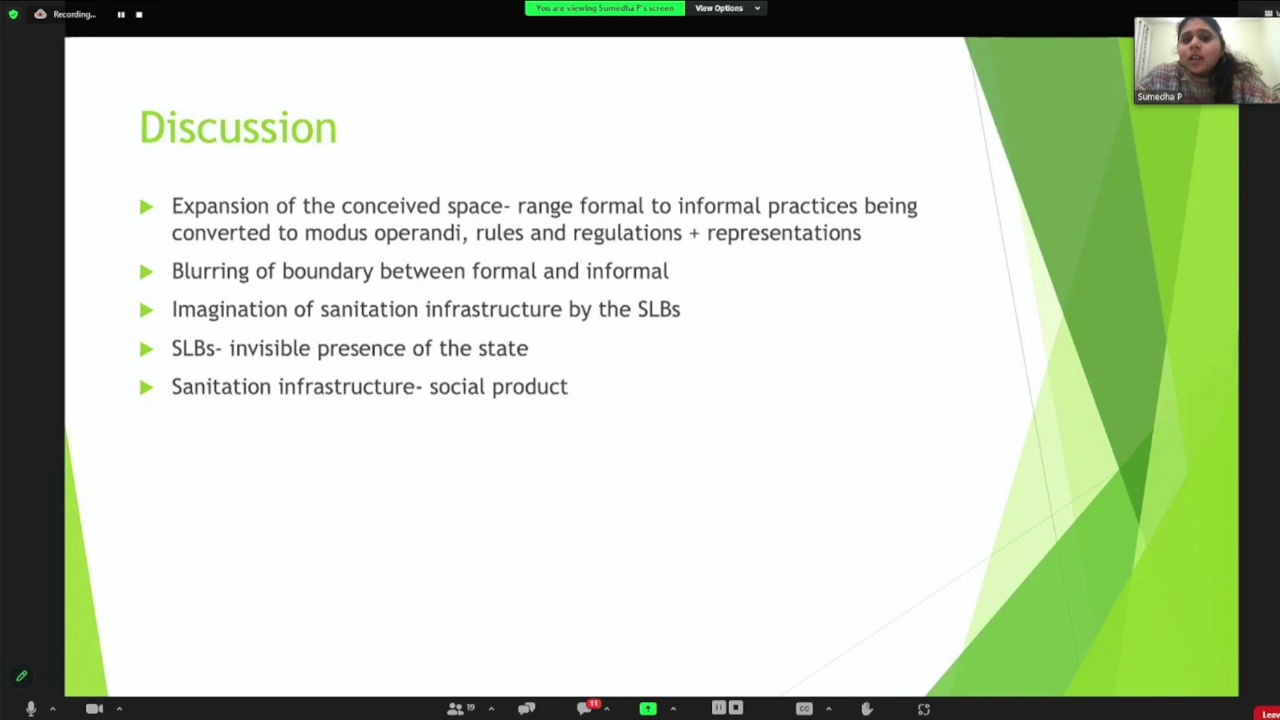 Recording...
You are viewing Sumedha P's screen
View Options
Sumedha P
Discussion
Expansion of the conceived space- range formal to informal practices being
converted to modus operandi, rules and regulations + representations
Blurring of boundary between formal and informal
Imagination of sanitation infrastructure by the SLBs
SLBs- invisible presence of the state
Sanitation infrastructure- social product
19
11
CC
Leav